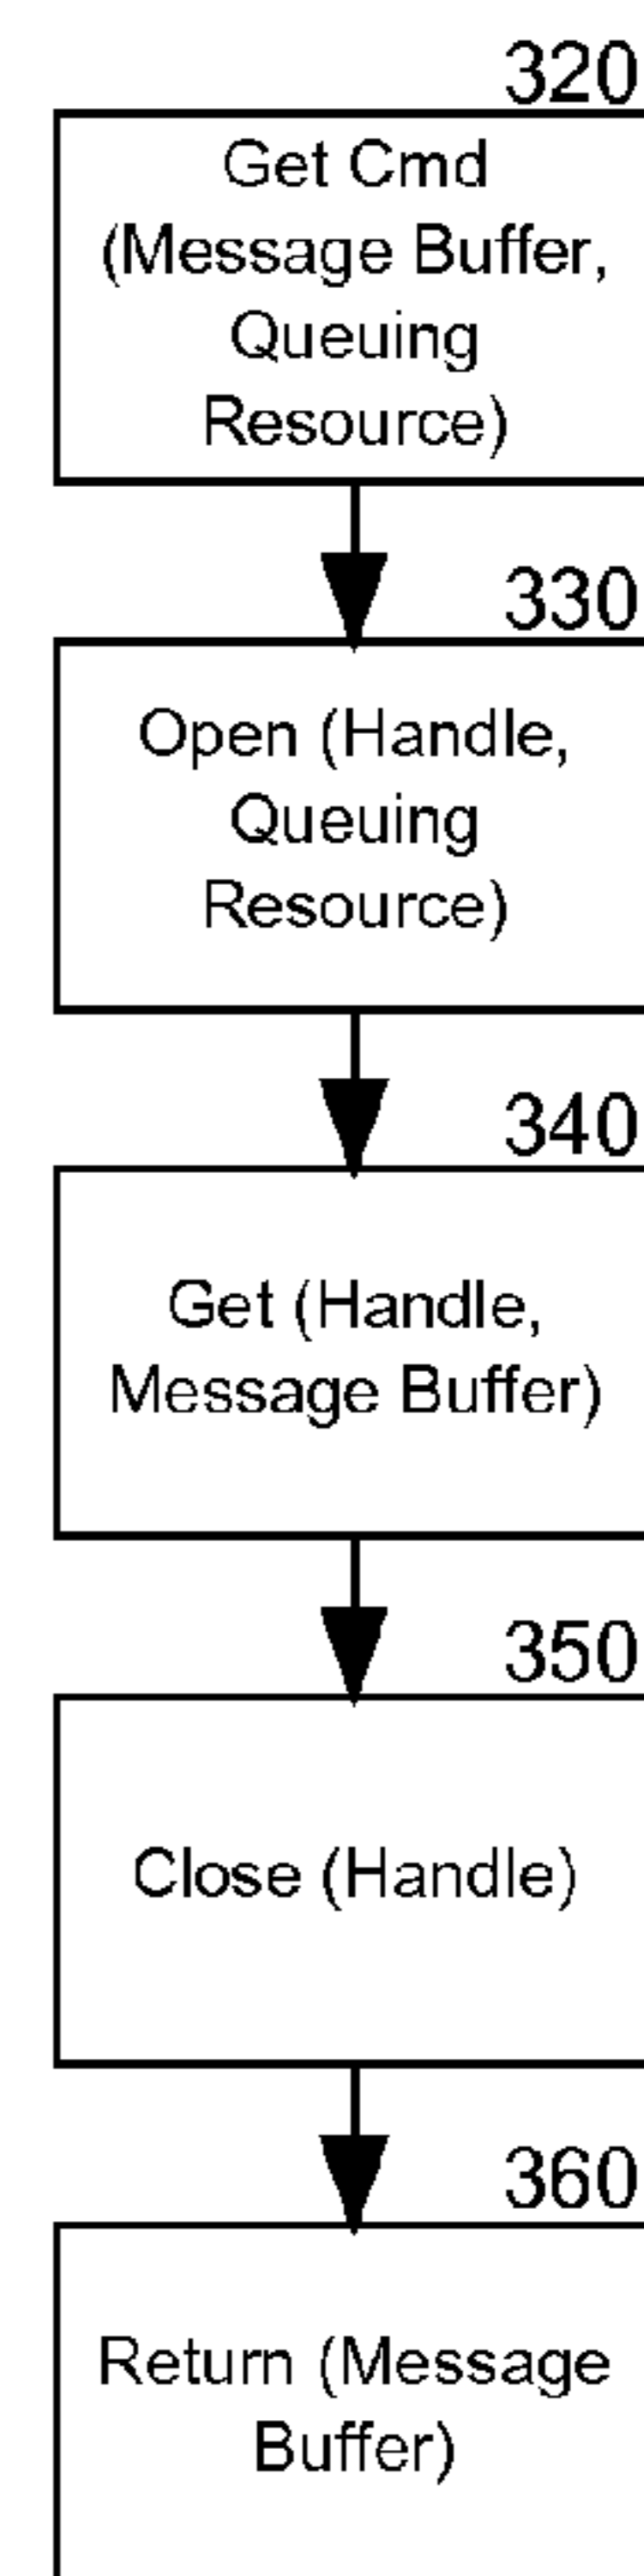 320
Get Cmd
(Message Buffer,
Queuing
Resource)
330
Open (Handle,
Queuing
Resource)
340
Get (Handle,
Message Buffer)
350
Close (Handle)
360
Return (Message
Buffer)